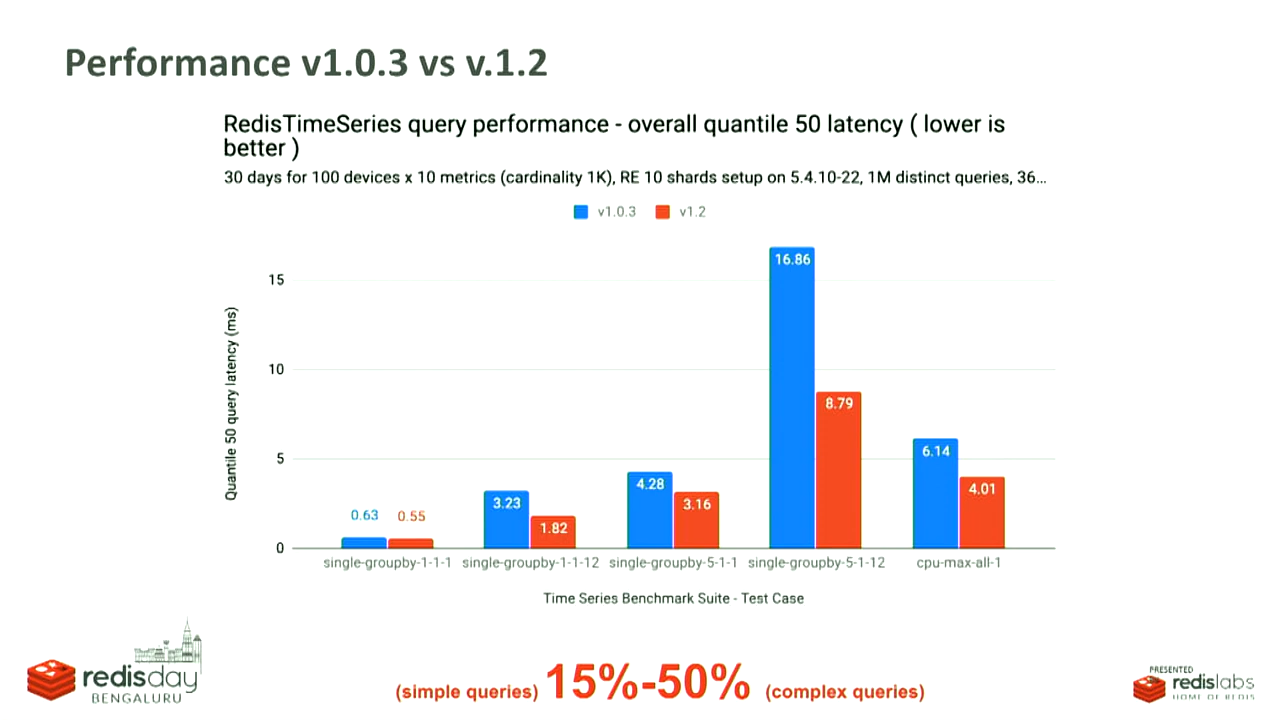 Performance v1.0.3 vs v.1.2
RedisTimeSeries query performance - overall quantile 50 latency ( lower is
better )
30 days for 100 devices x 10 metrics (cardinality 1K), RE 10 shards setup on 5.4.10-22, 1M distinct queries, 36...
v1.0.3 v1.2
Quantile 50 query latency (ms)
15
10
5
0
0.63 0.55
3.23 1.82
4.28 3.16
16.86 8.79
6.14 4.01
single-groupby-1-1-1 single-groupby-1-1-12 single-groupby-5-1-1 single-groupby-5-1-12 cpu-max-all-1
Time Series Benchmark Suite - Test Case
redisday
BENGALURU
(simple queries) 15%-50% (complex queries)
PRESENTED
redislabs
HOME OF REDIS